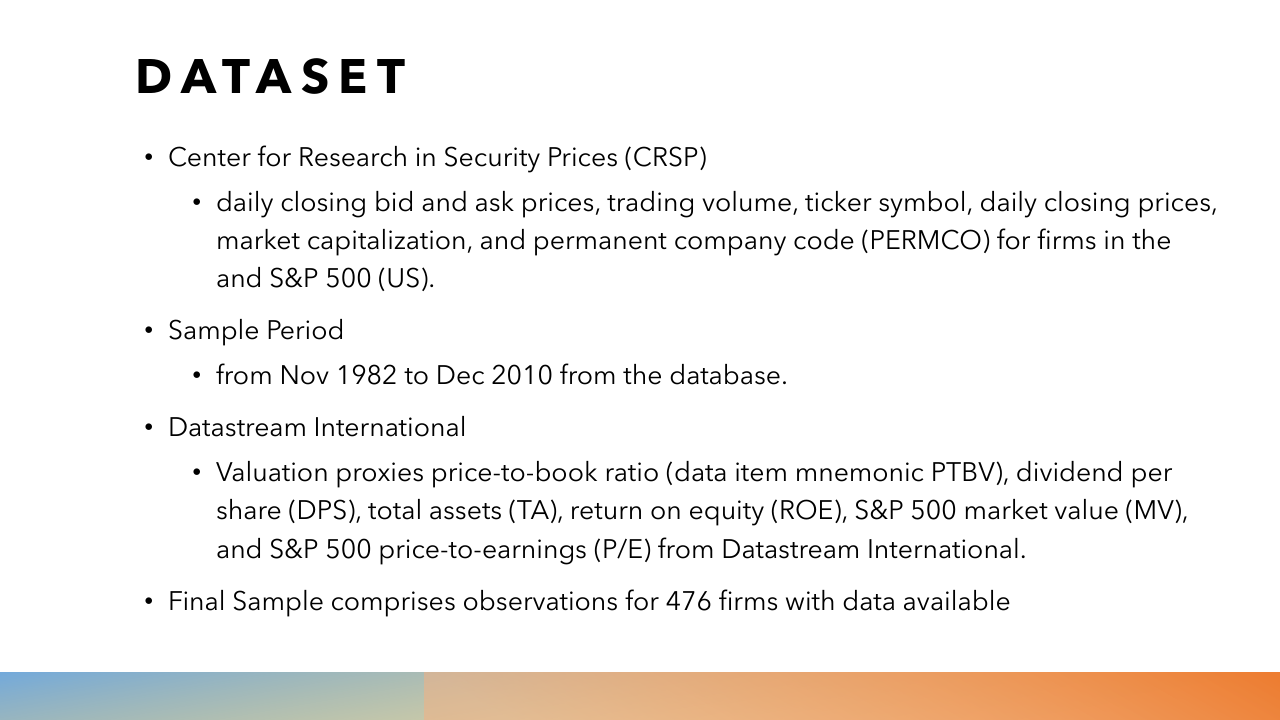 DATASET
• Center for Research in Security Prices (CRSP)
• daily closing bid and ask prices, trading volume, ticker symbol, daily closing prices,
market capitalization, and permanent company code (PERMCO) for firms in the
and S&P 500 (US).
• Sample Period
• from Nov 1982 to Dec 2010 from the database.
• Datastream International
• Valuation proxies price-to-book ratio (data item mnemonic PTBV), dividend per
share (DPS), total assets (TA), return on equity (ROE), S&P 500 market value (MV),
and S&P 500 price-to-earnings (P/E) from Datastream International.
• Final Sample comprises observations for 476 firms with data available